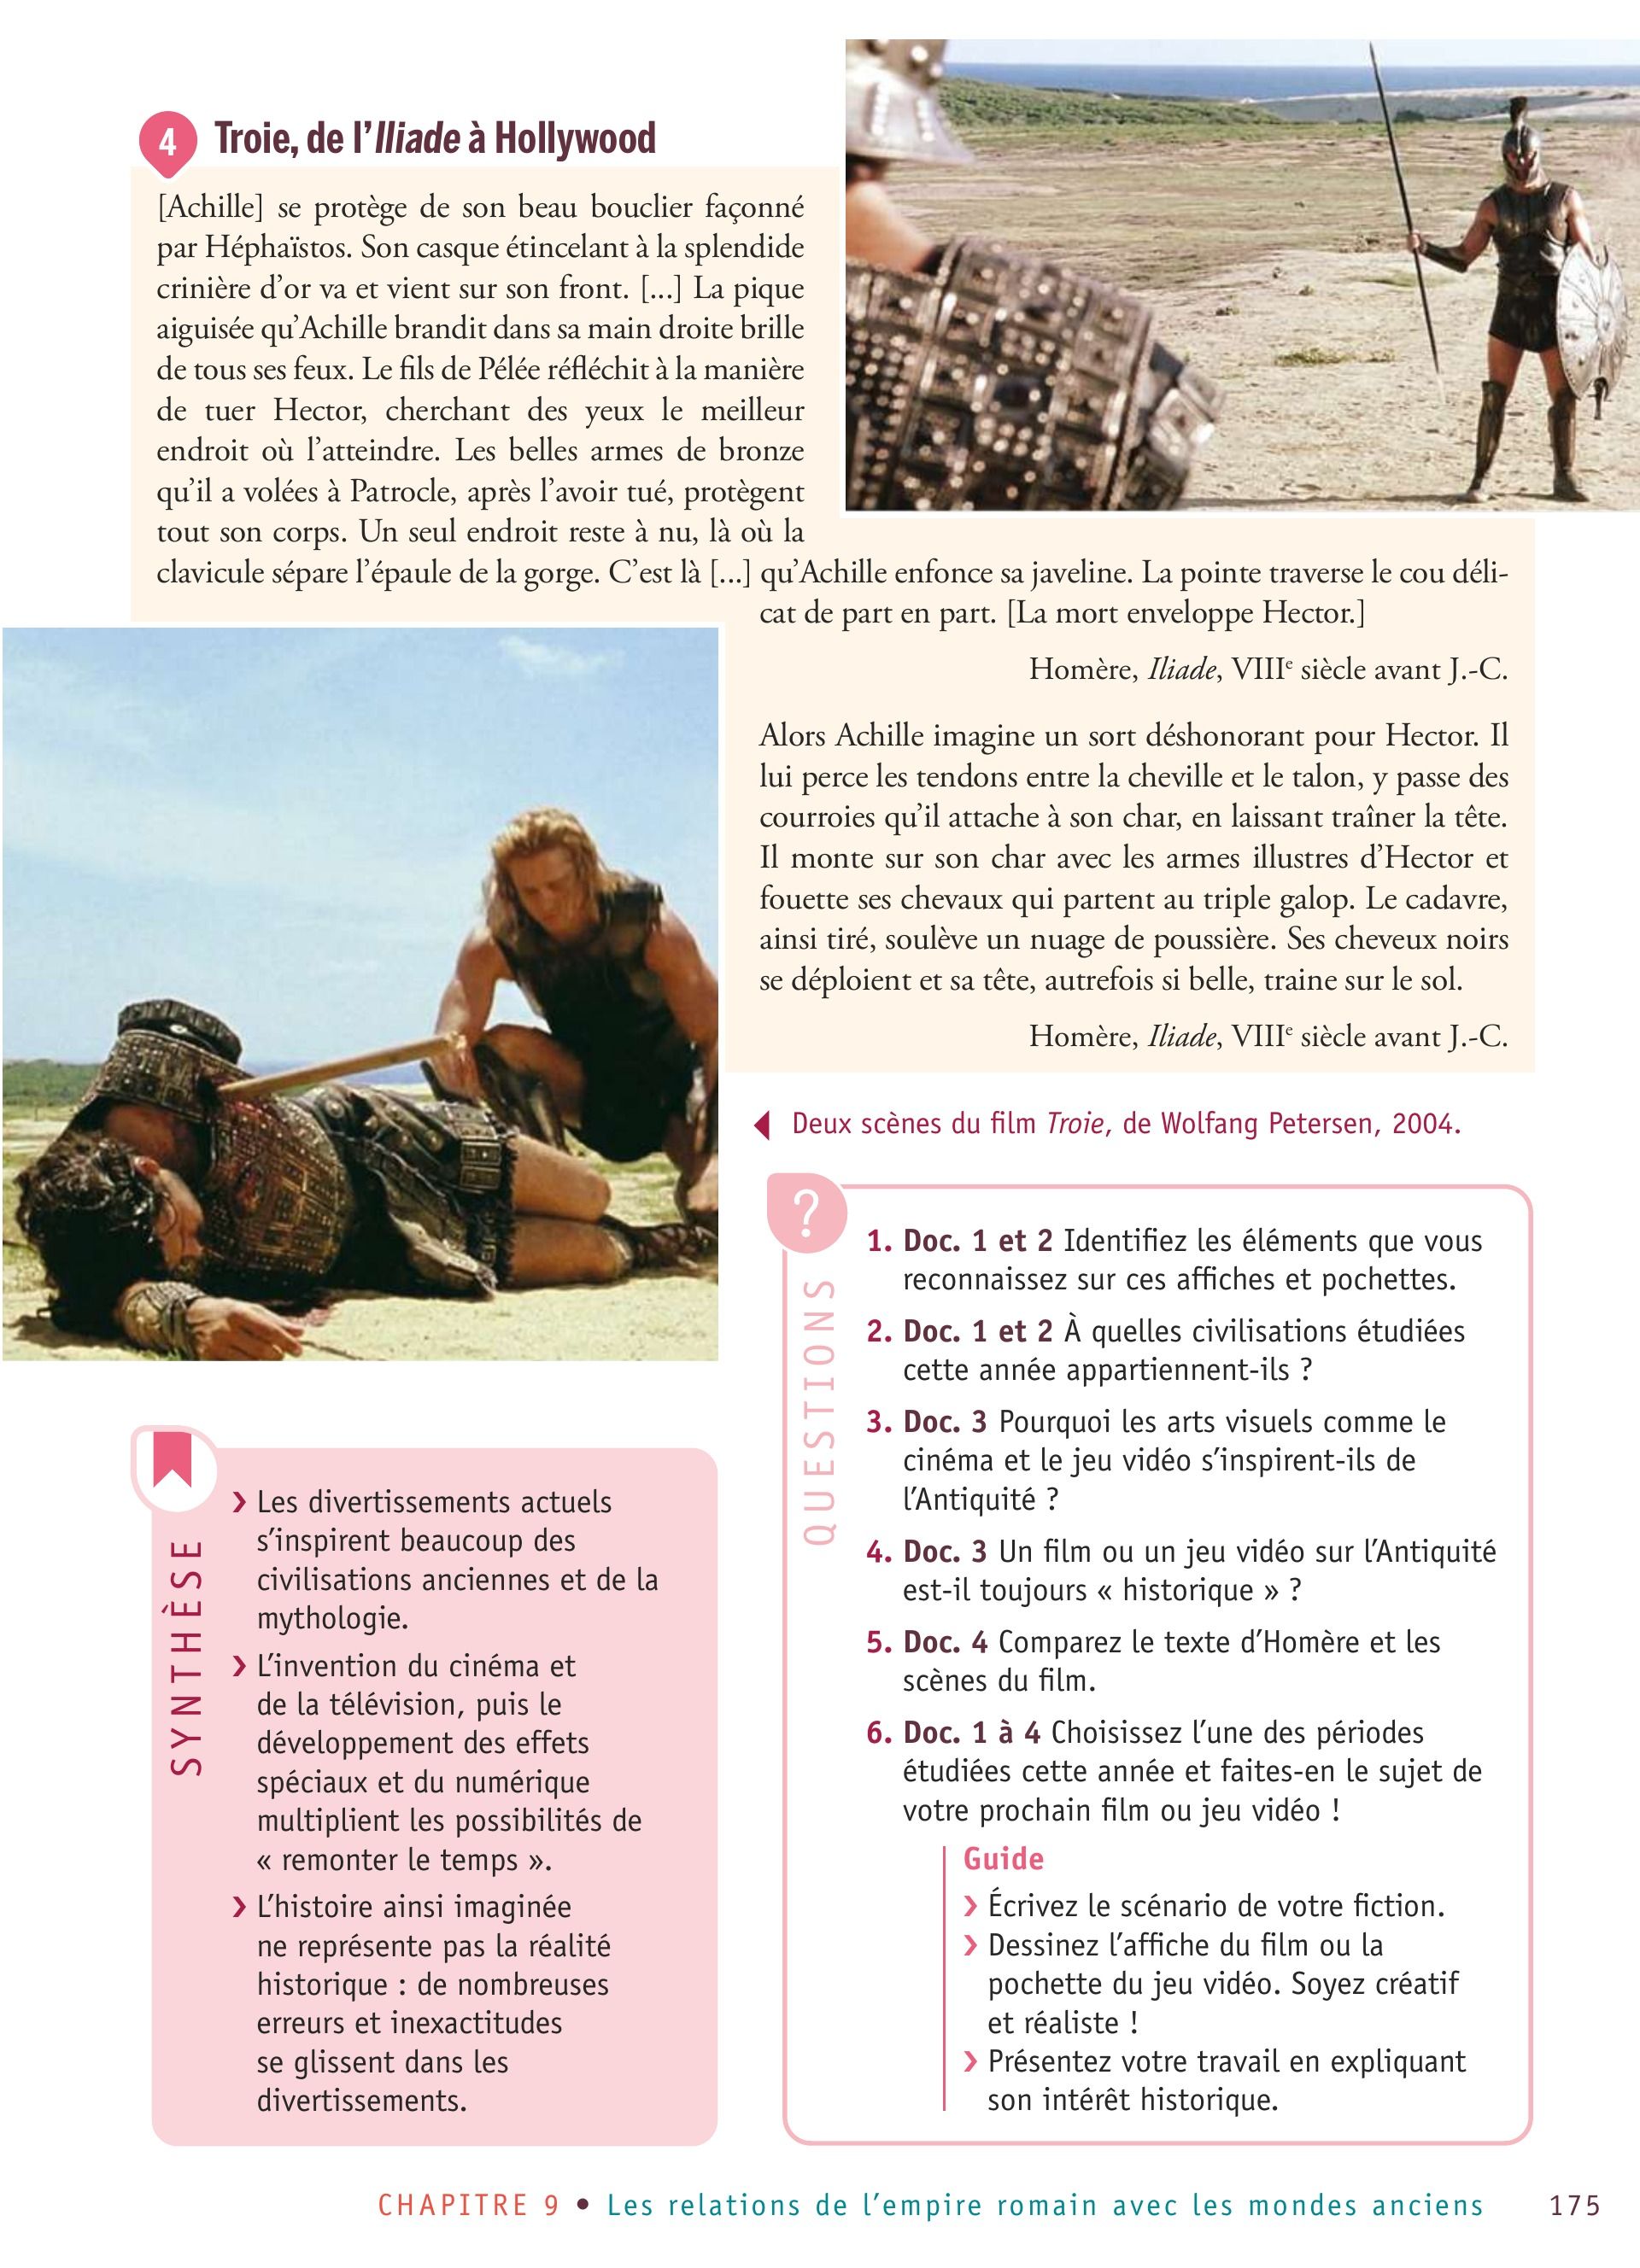 4 Troie, de l'Iliade à Hollywood
[Achille] se protège de son beau bouclier façonné
par Héphaïstos. Son casque étincelant à la splendide
crinière d'or va et vient sur son front. [...] La pique
aiguisée qu'Achille brandit dans sa main droite brille
de tous ses feux. Le fils de Pélée réfléchit à la manière
de tuer Hector, cherchant des yeux le meilleur
endroit où l'atteindre. Les belles armes de bronze
qu'il a volées à Patrocle, après l'avoir tué, protègent
tout son corps. Un seul endroit reste à nu, là où la
clavicule sépare l'épaule de la gorge. C'est là [...] qu'Achille enfonce sa javeline. La pointe traverse le cou déli-
cat de part en part. [La mort enveloppe Hector.]
Homère, Iliade, VIIIe siècle avant J.-C.
Alors Achille imagine un sort déshonorant pour Hector. Il
lui perce les tendons entre la cheville et le talon, y passe des
courroies qu'il attache à son char, en laissant traîner la tête.
Il monte sur son char avec les armes illustres d'Hector et
fouette ses chevaux qui partent au triple galop. Le cadavre,
ainsi tiré, soulève un nuage de poussière. Ses cheveux noirs
se déploient et sa tête, autrefois si belle, traine sur le sol.
Homère, Iliade, VIIIe siècle avant J.-C.
Deux scènes du film Troie, de Wolfang Petersen, 2004.
SYNTHÈSE
› Les divertissements actuels
s'inspirent beaucoup des
civilisations anciennes et de la
mythologie.
› L'invention du cinéma et
de la télévision, puis le
développement des effets
spéciaux et du numérique
multiplient les possibilités de
« remonter le temps ».
› L'histoire ainsi imaginée
ne représente pas la réalité
historique : de nombreuses
erreurs et inexactitudes
se glissent dans les
divertissements.
?
QUESTIONS
1. Doc. 1 et 2 Identifiez les éléments que vous
reconnaissez sur ces affiches et pochettes.
2. Doc. 1 et 2 À quelles civilisations étudiées
cette année appartiennent-ils ?
3. Doc. 3 Pourquoi les arts visuels comme le
cinéma et le jeu vidéo s'inspirent-ils de
l'Antiquité ?
4. Doc. 3 Un film ou un jeu vidéo sur l'Antiquité
est-il toujours « historique » ?
5. Doc. 4 Comparez le texte d'Homère et les
scènes du film.
6. Doc. 1 à 4 Choisissez l'une des périodes
étudiées cette année et faites-en le sujet de
votre prochain film ou jeu vidéo !
Guide
› Écrivez le scénario de votre fiction.
› Dessinez l'affiche du film ou la
pochette du jeu vidéo. Soyez créatif
et réaliste !
› Présentez votre travail en expliquant
son intérêt historique.
CHAPITRE 9 • Les relations de l'empire romain avec les mondes anciens 175